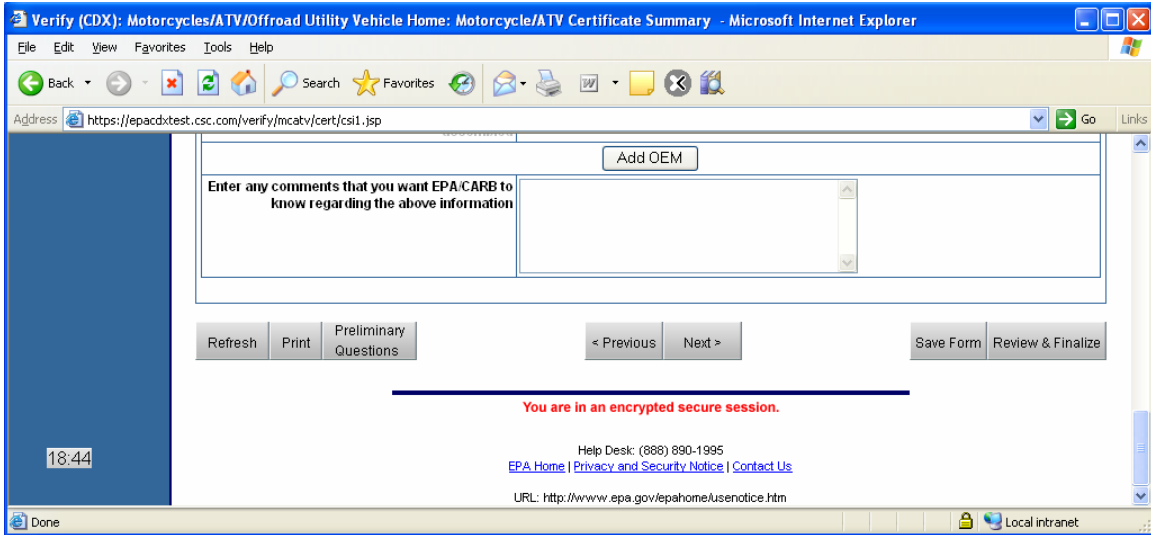 Verify (CDX): Motorcycles/ATV/Offroad Utility Vehicle Home: Motorcycle/ATV Certificate Summary - Microsoft Internet Explorer
File Edit View Favorites Tools Help
Back Search Favorites
Address https://epacdxtest.csc.com/verify/mcatv/cert/csi1.jsp Go Links
Add OEM
Enter any comments that you want EPA/CARB to
know regarding the above information
Refresh Print Preliminary Questions < Previous Next > Save Form Review & Finalize
You are in an encrypted secure session.
18:44
Help Desk: (888) 890-1995
EPA Home | Privacy and Security Notice | Contact Us
URL: http://www.epa.gov/epahome/usenotice.htm
Done Local intranet